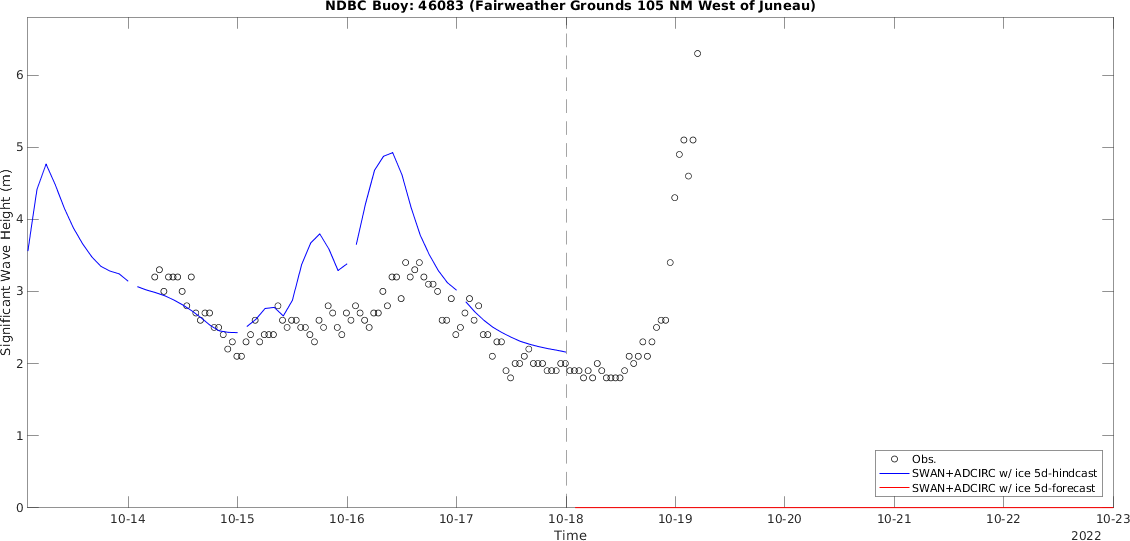 NDBC Buoy: 46083 (Fairweather Grounds 105 NM West of Juneau)
Significant Wave Height (m)
6
5
4
3
2
1
0
Obs.
SWAN+ADCIRC w/ ice 5d-hindcast
SWAN+ADCIRC w/ ice 5d-forecast
10-14 10-15 10-16 10-17 10-18 10-19 10-20 10-21 10-22 10-23
Time
2022